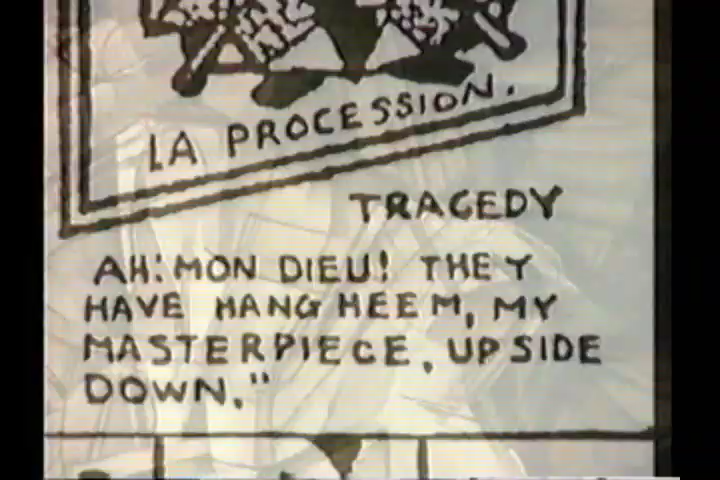 LA PROCESSION.
TRAGEDY
AH! MON DIEU! THEY
HAVE HANG HEEM, MY
MASTERPIECE, UPSIDE
DOWN."